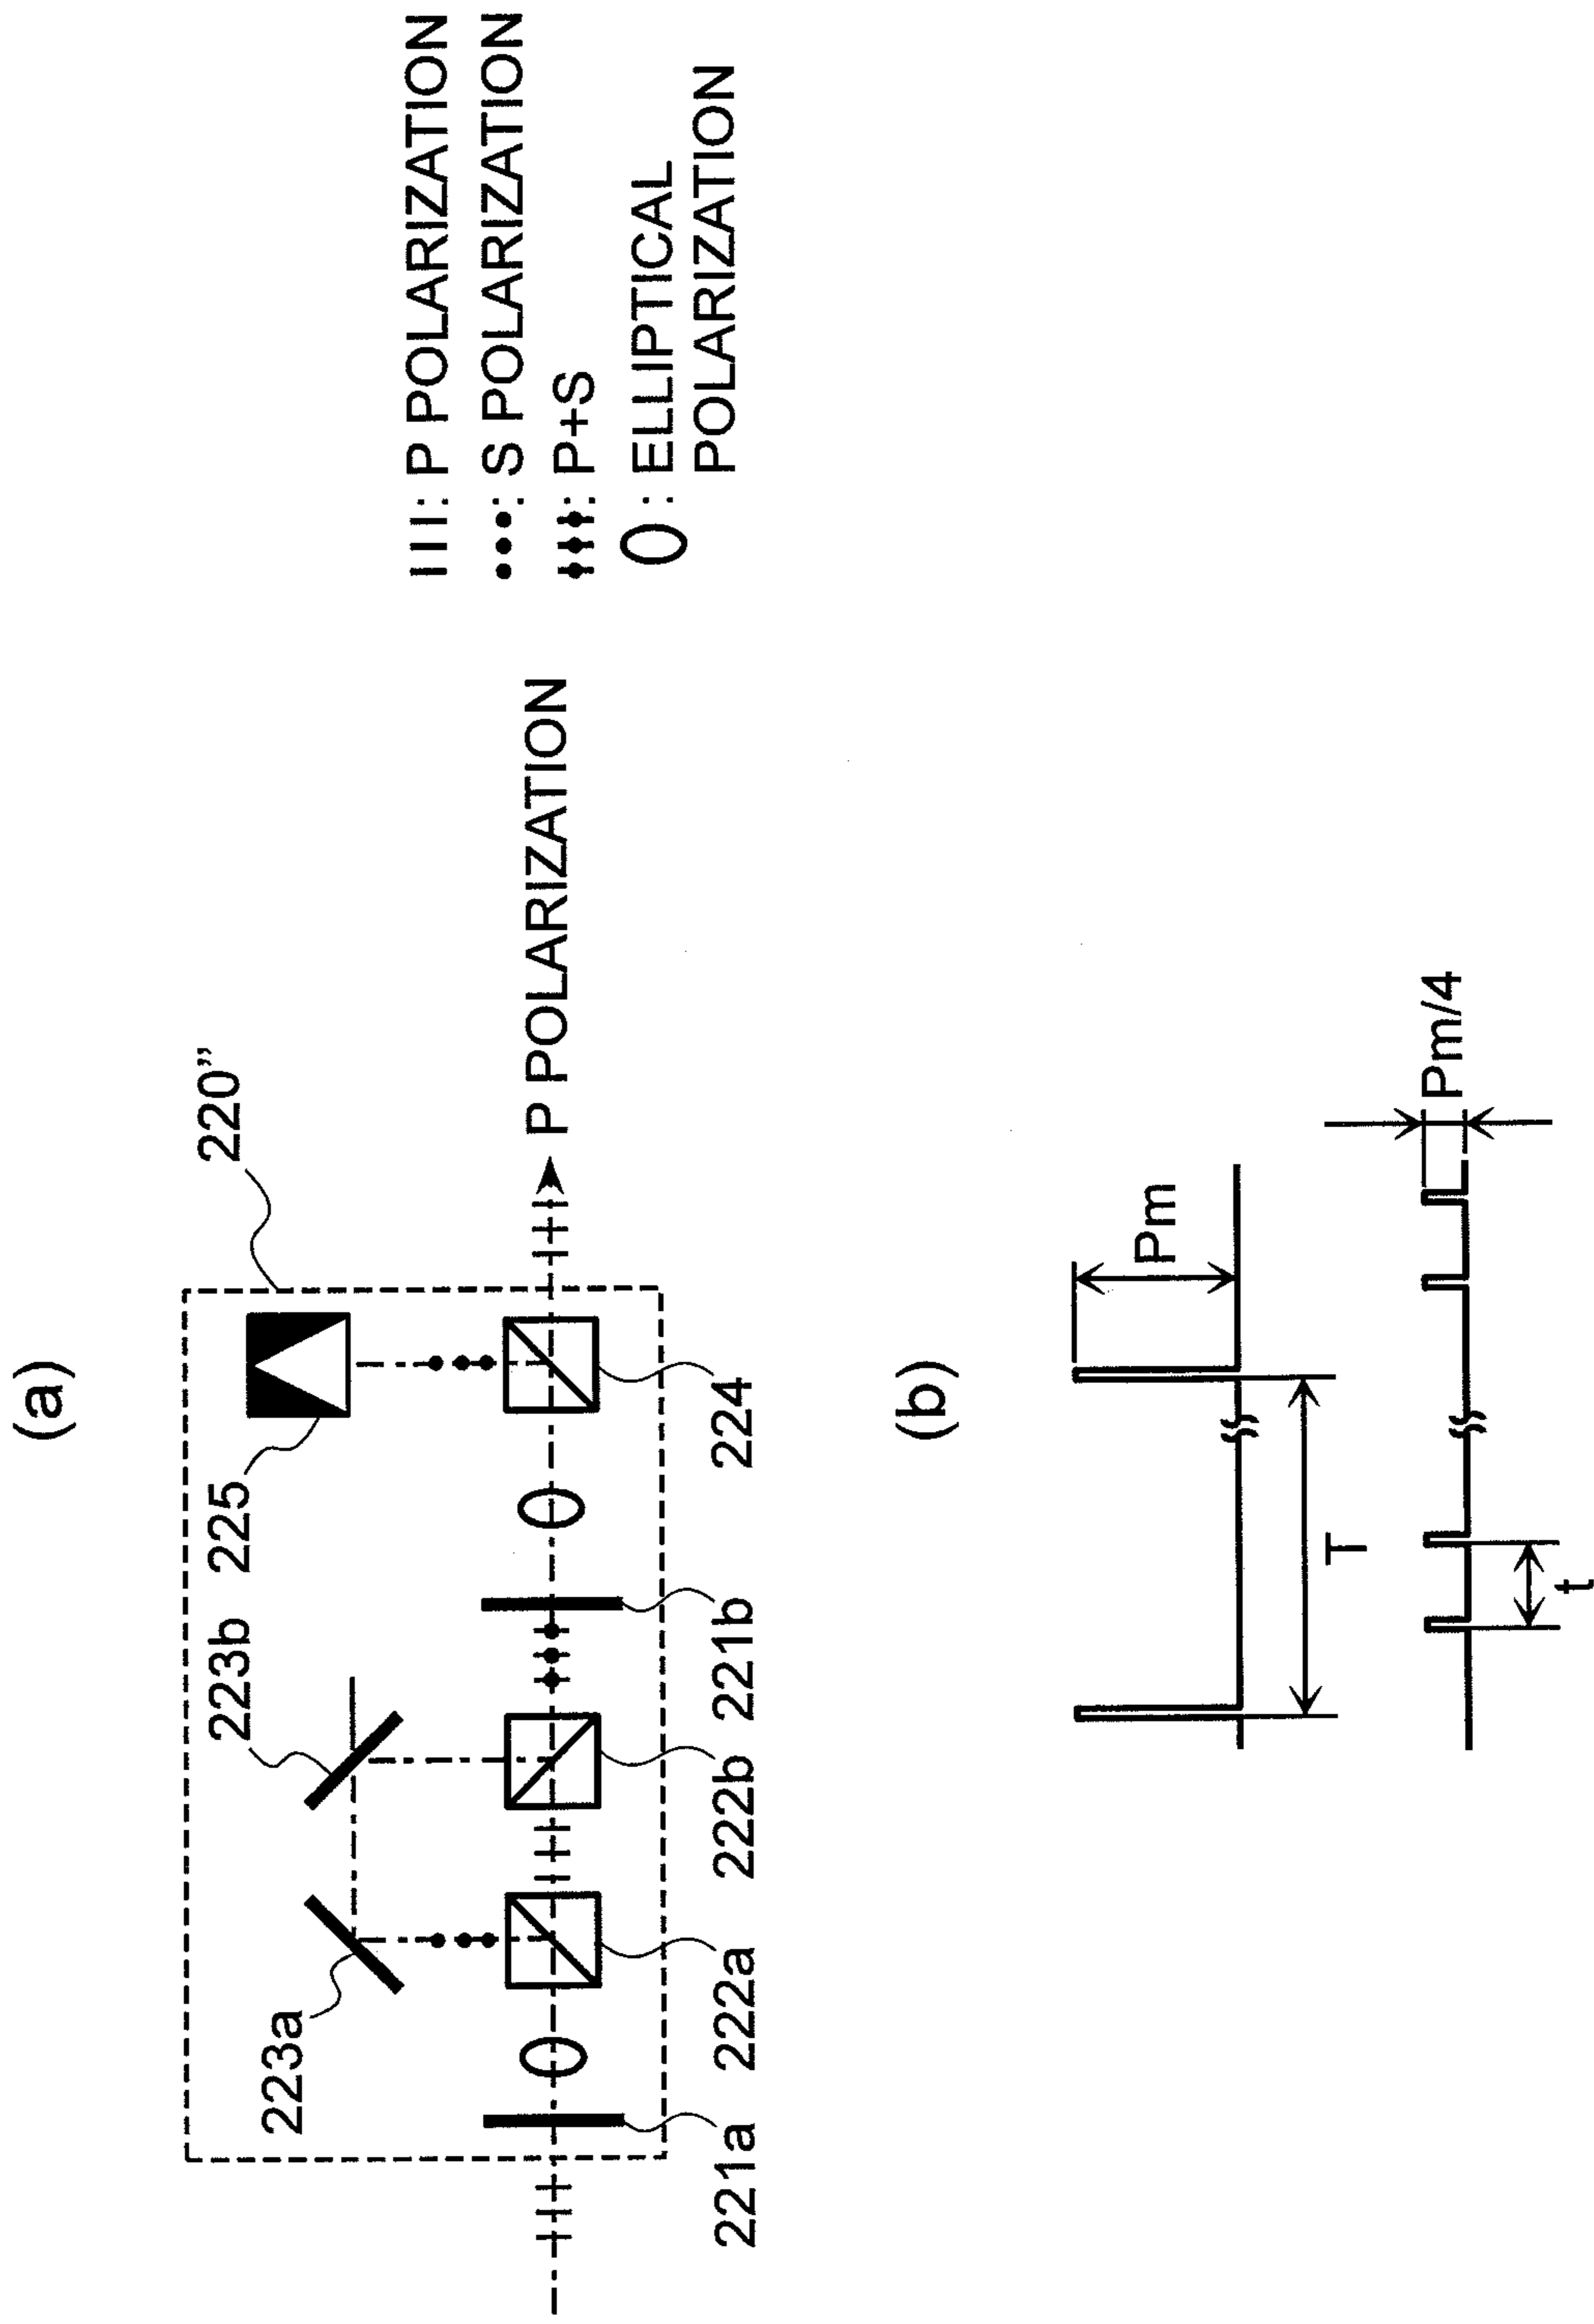 (a)
220”
225
223b
223a
P POLARIZATION
221a
222a
222b
221b
224
| | | : P POLARIZATION
●●● : S POLARIZATION
: P+S
: ELLIPTICAL
POLARIZATION
(b)
Pm
T
Pm/4
t